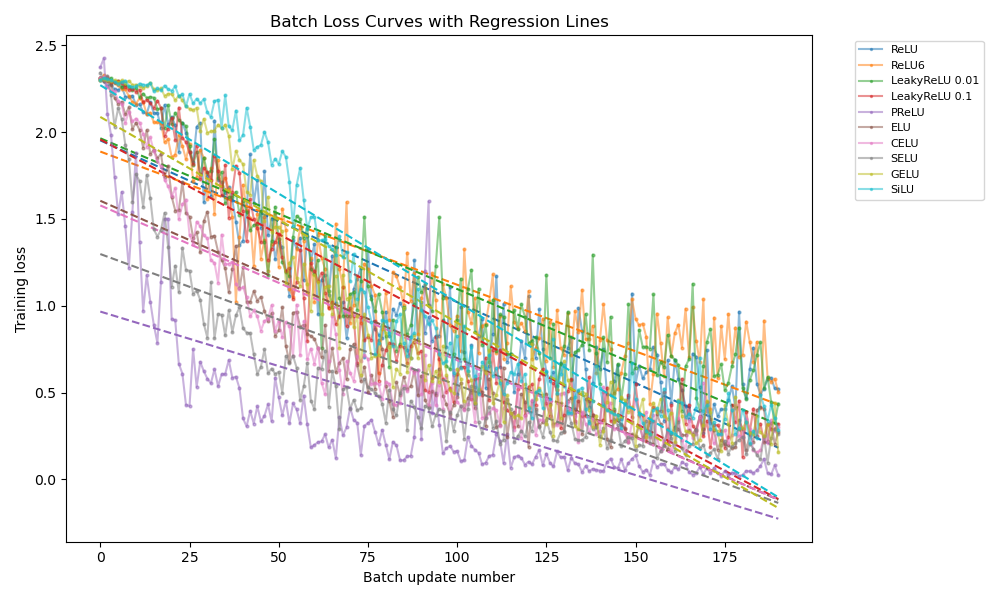 Batch Loss Curves with Regression Lines
Training loss
2.5
2.0
1.5
1.0
0.5
0.0
0
25
50
75
100
125
150
175
Batch update number
ReLU
ReLU6
LeakyReLU 0.01
LeakyReLU 0.1
PReLU
ELU
CELU
SELU
GELU
SiLU